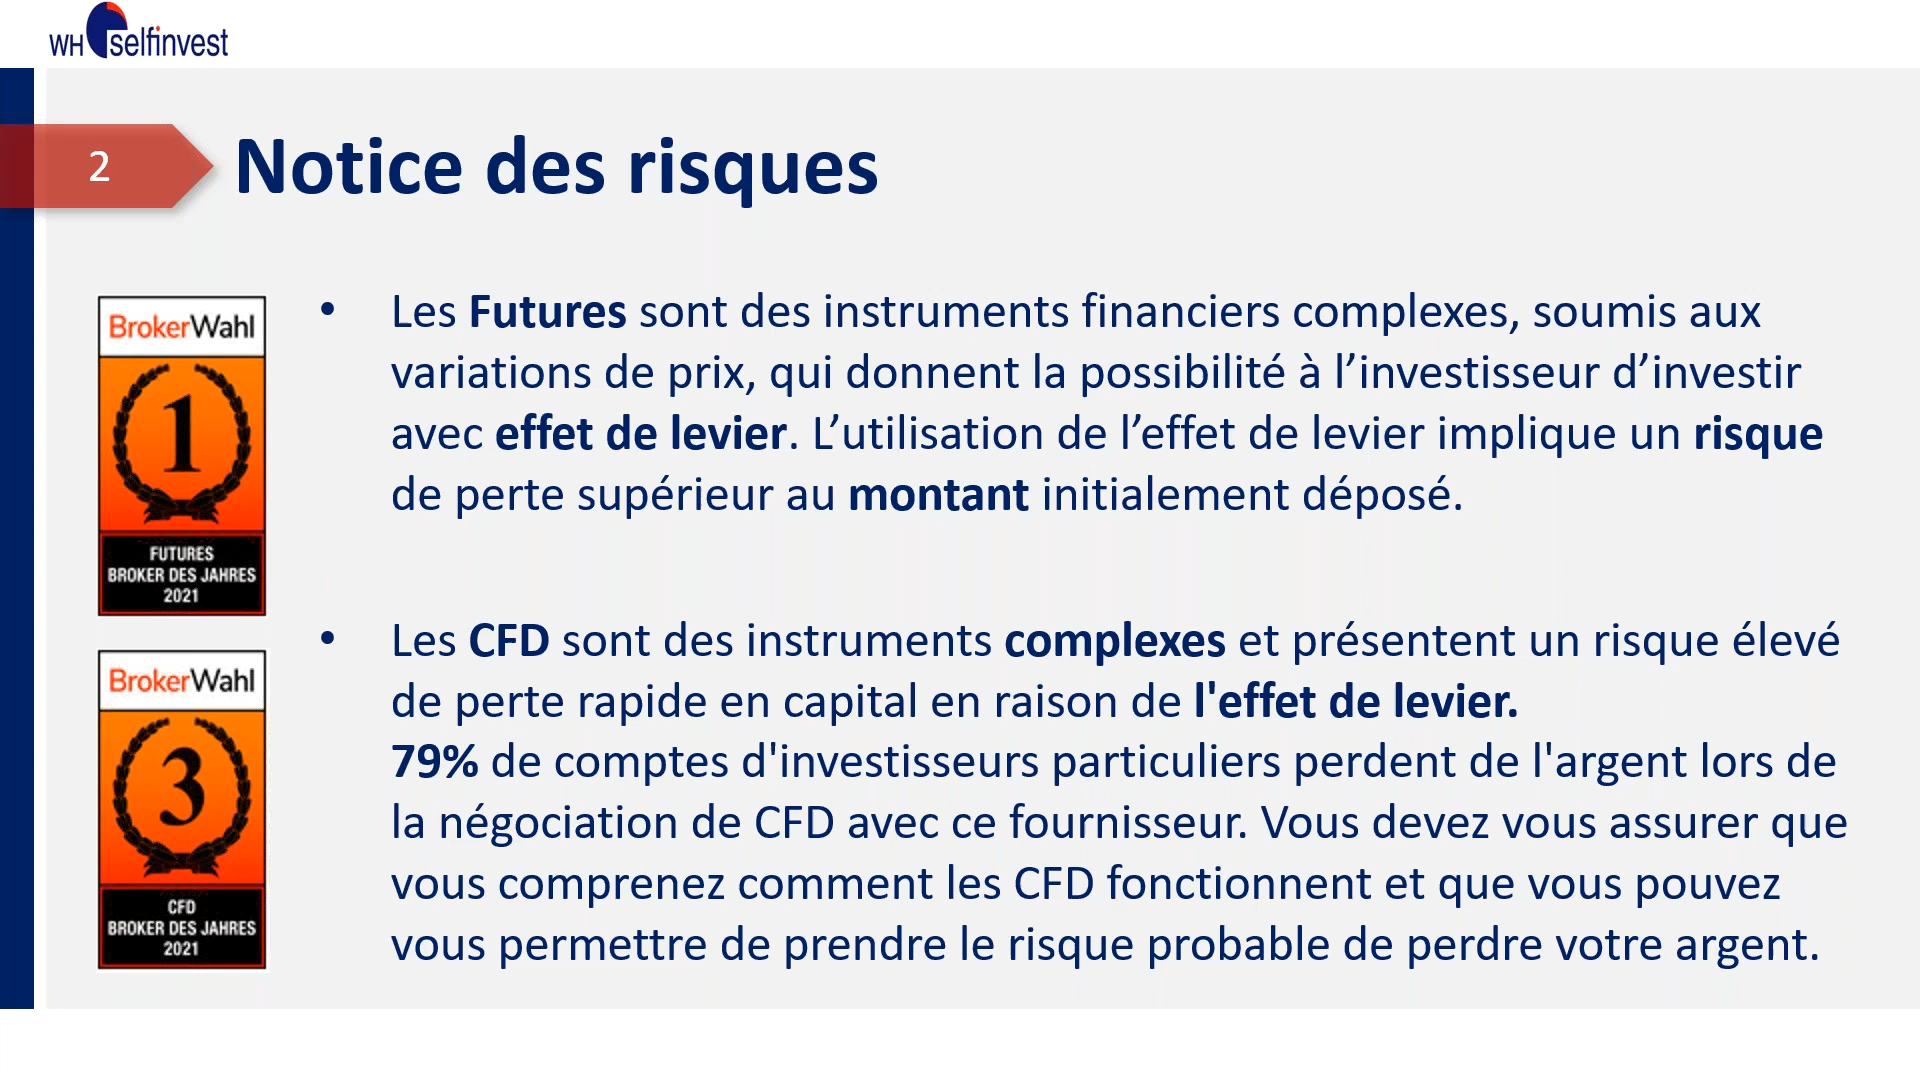 WH selfinvest
2
Notice des risques
BrokerWahl
1
FUTURES
BROKER DES JAHRES
2021
• Les Futures sont des instruments financiers complexes, soumis aux
variations de prix, qui donnent la possibilité à l’investisseur d’investir
avec effet de levier. L’utilisation de l’effet de levier implique un risque
de perte supérieur au montant initialement déposé.
BrokerWahl
3
CFD
BROKER DES JAHRES
2021
• Les CFD sont des instruments complexes et présentent un risque élevé
de perte rapide en capital en raison de l'effet de levier.
79% de comptes d'investisseurs particuliers perdent de l'argent lors de
la négociation de CFD avec ce fournisseur. Vous devez vous assurer que
vous comprenez comment les CFD fonctionnent et que vous pouvez
vous permettre de prendre le risque probable de perdre votre argent.